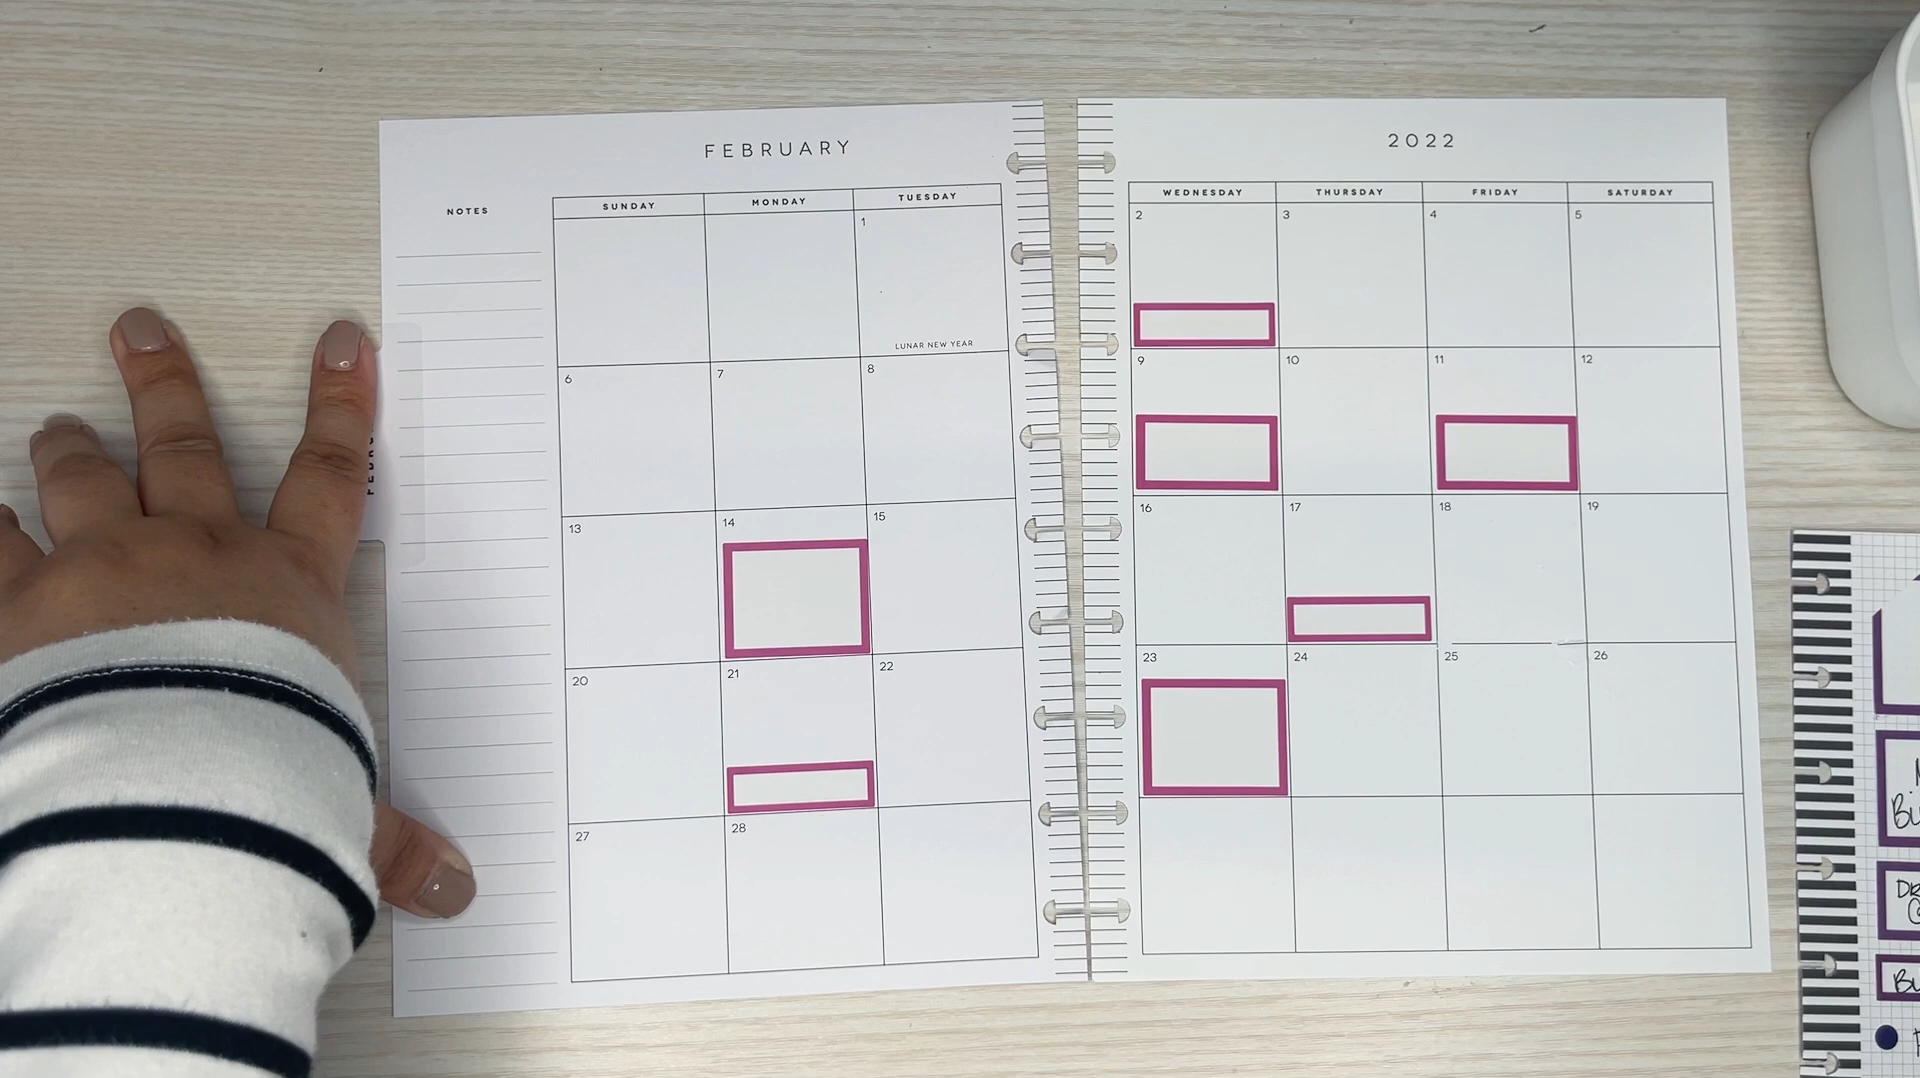 FEBRUARY
2022
NOTES
SUNDAY
MONDAY
TUESDAY
WEDNESDAY
THURSDAY
FRIDAY
SATURDAY
1
2
3
4
5
LUNAR NEW YEAR
6
7
8
9
10
11
12
13
14
15
16
17
18
19
20
21
22
23
24
25
26
27
28